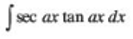 ∫ sec ax tan ax dx